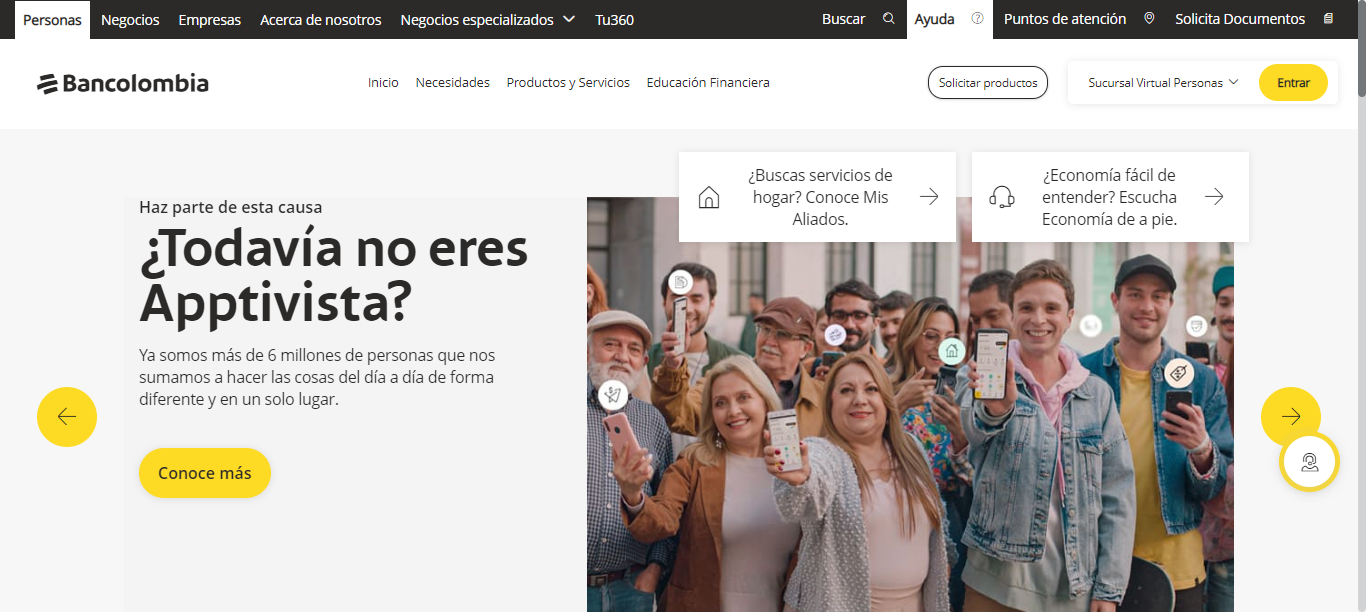 Personas Negocios Empresas Acerca de nosotros Negocios especializados Tu360 Buscar Ayuda Puntos de atención Solicita Documentos
Bancolombia Inicio Necesidades Productos y Servicios Educación Financiera Solicitar productos Sucursal Virtual Personas Entrar
¿Buscas servicios de
hogar? Conoce Mis
Aliados.
¿Economía fácil de
entender? Escucha
Economía de a pie.
Haz parte de esta causa
¿Todavía no eres
Apptivista?
Ya somos más de 6 millones de personas que nos
sumamos a hacer las cosas del día a día de forma
diferente y en un solo lugar.
Conoce más